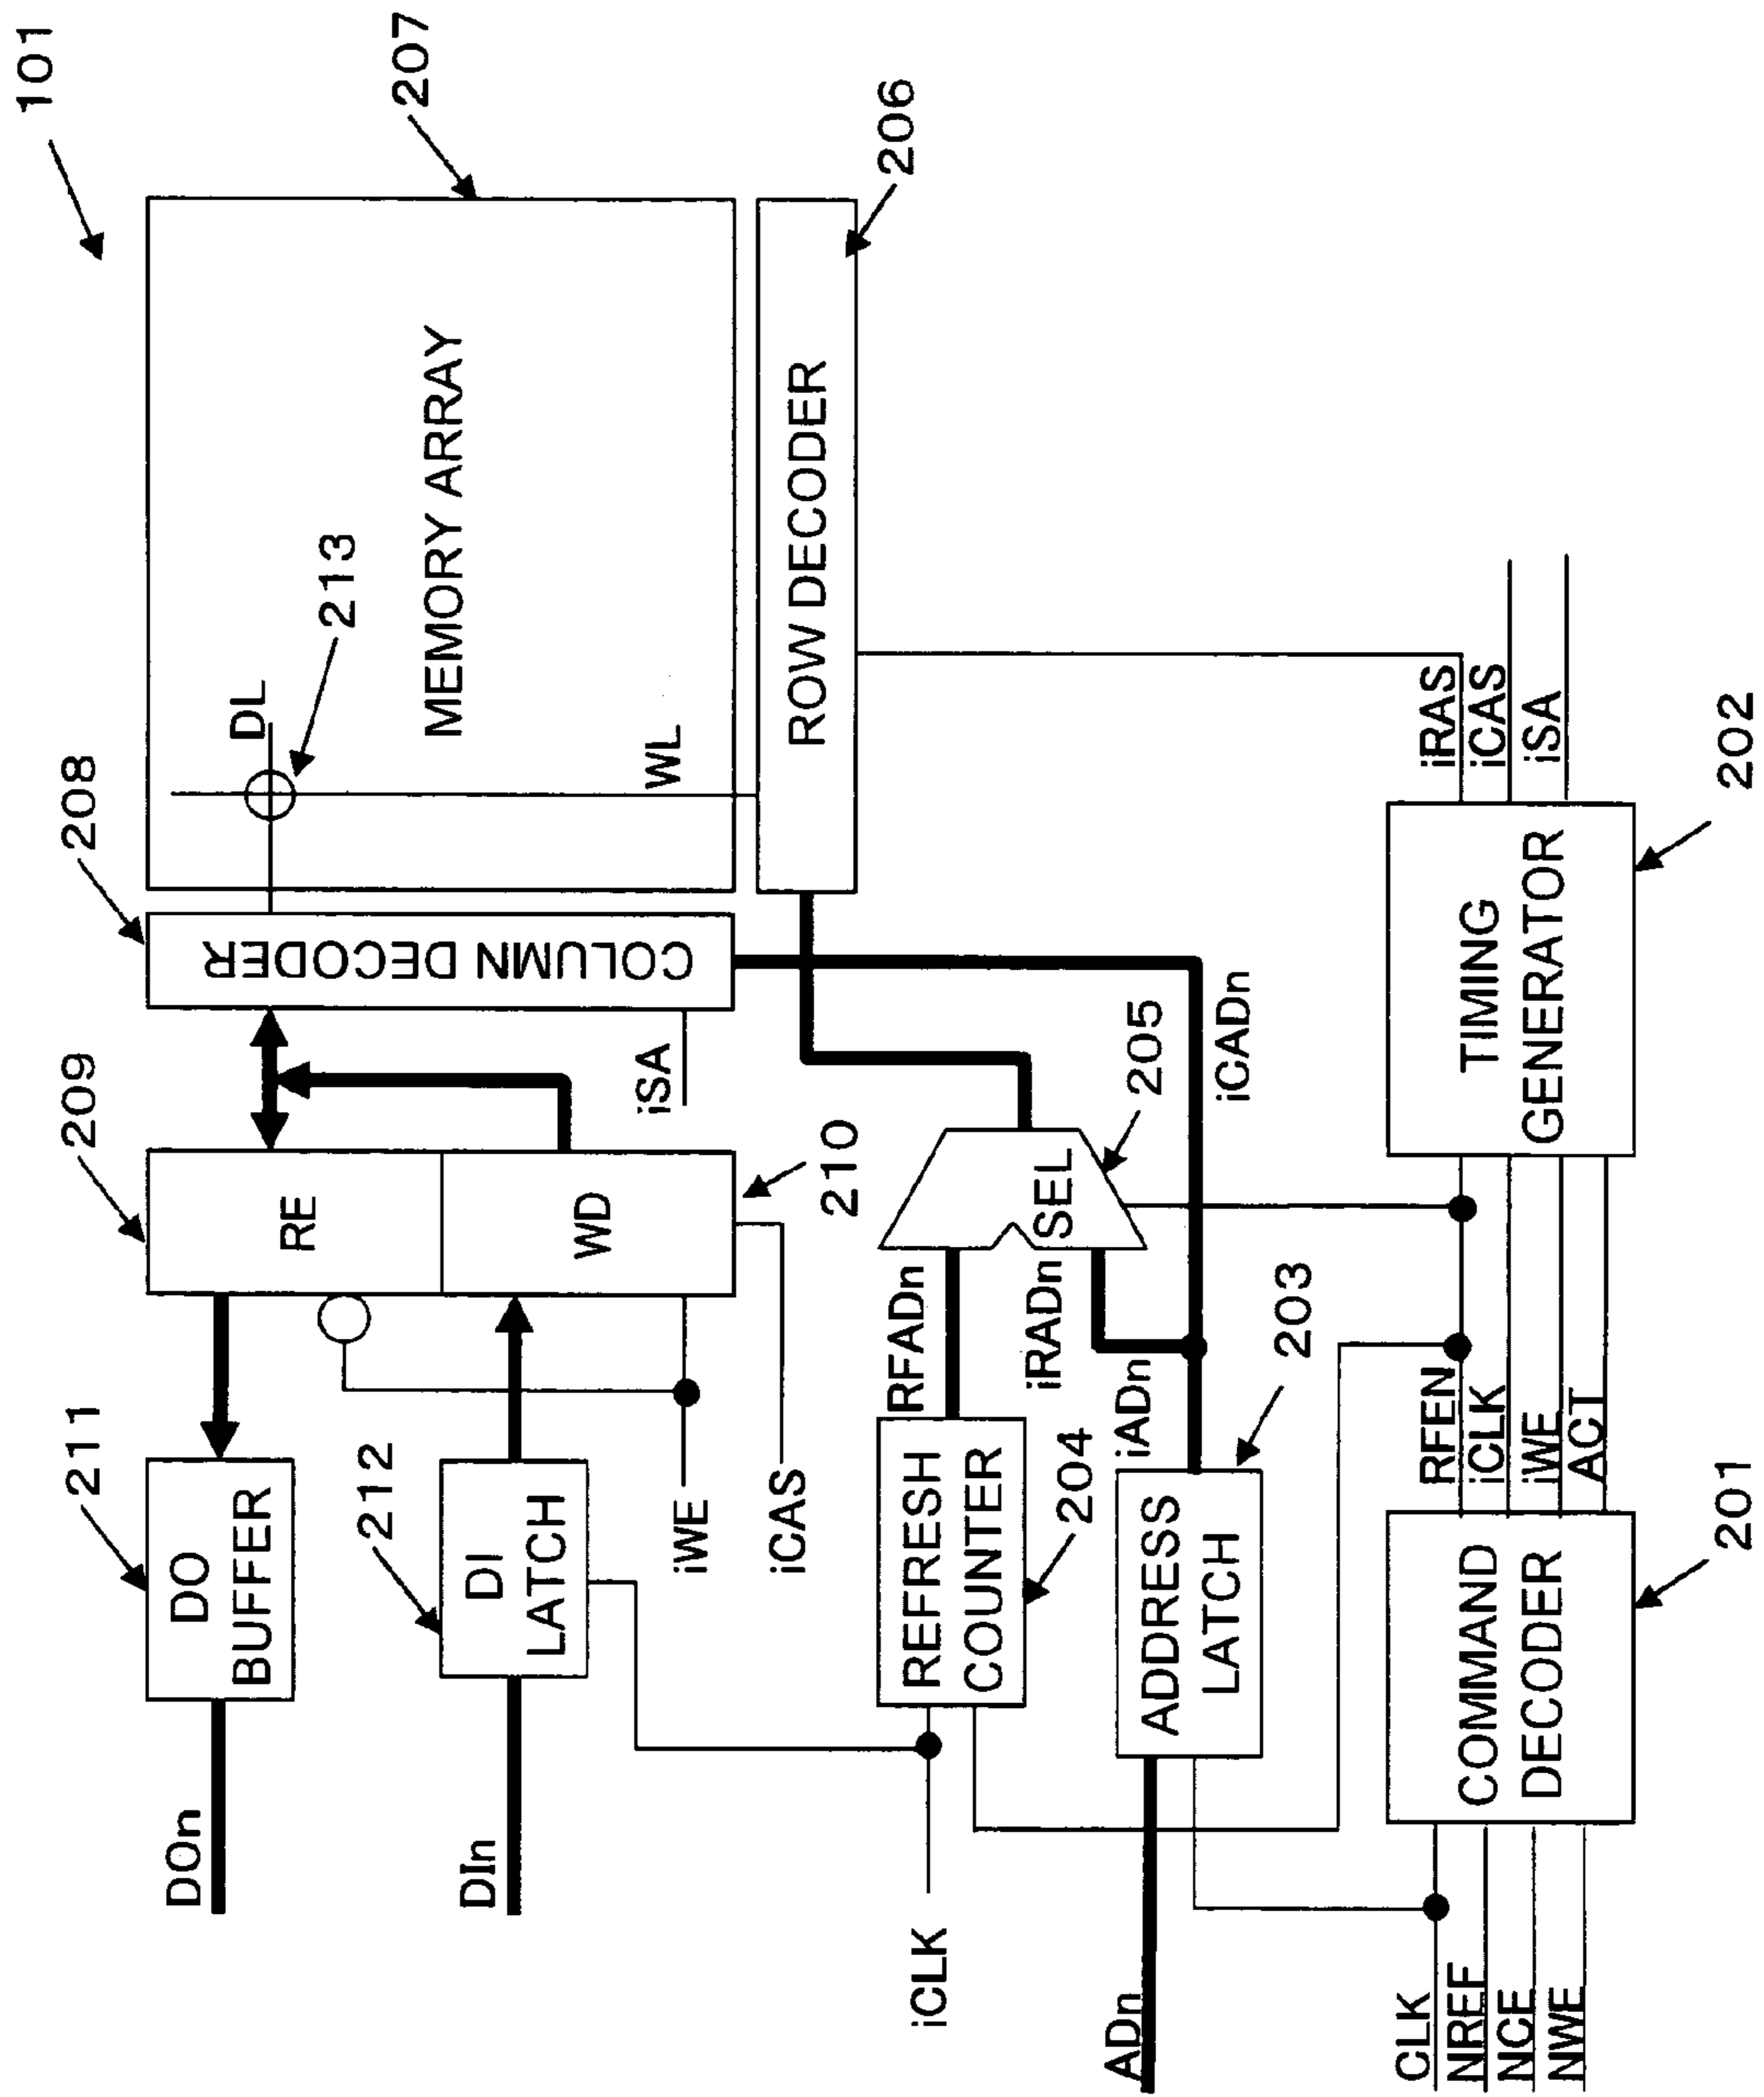 101
207
206
MEMORY ARRAY
213
DL
WL
ROW DECODER
208
COLUMN DECODER
iSA
209
RE
WD
210
211
DO
BUFFER
DOn
212
DI
LATCH
DIn
iWE
iCAS
iCLK
RFADn
iRADn
SEL
205
iCADn
REFRESH
COUNTER
204
iADn
203
ADDRESS
LATCH
ADn
CLK
NREF
NCE
NWE
COMMAND
DECODER
201
RFEN
iCLK
iWE
ACT
TIMING
GENERATOR
202
iRAS
iCAS
iSA